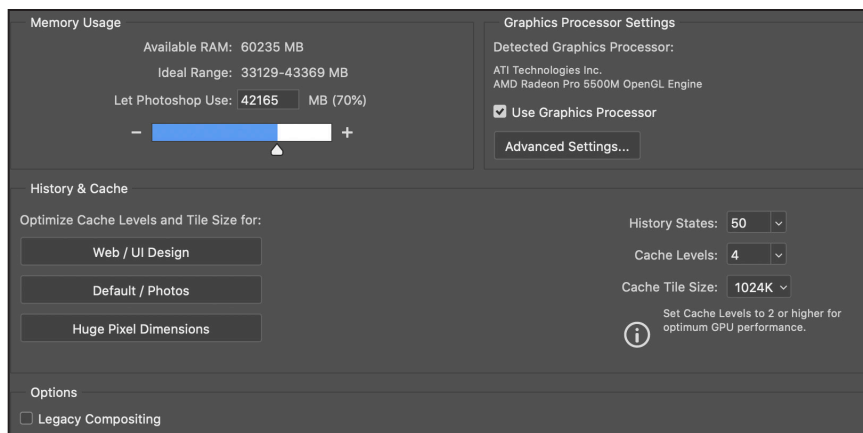 Memory Usage
Available RAM: 60235 MB
Ideal Range: 33129-43369 MB
Let Photoshop Use: 42165 MB (70%)
− +
Graphics Processor Settings
Detected Graphics Processor:
ATI Technologies Inc.
AMD Radeon Pro 5500M OpenGL Engine
Use Graphics Processor
Advanced Settings...
History & Cache
Optimize Cache Levels and Tile Size for:
Web / UI Design
Default / Photos
Huge Pixel Dimensions
History States: 50
Cache Levels: 4
Cache Tile Size: 1024K
Set Cache Levels to 2 or higher for
optimum GPU performance.
Options
Legacy Compositing